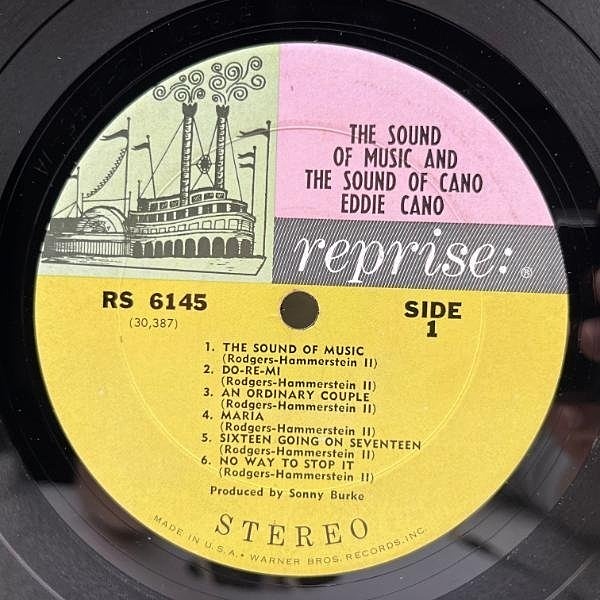 THE SOUND
OF MUSIC AND
THE SOUND OF CANO
EDDIE CANO
reprise: ®
RS 6145
(30,387)
SIDE
1
1. THE SOUND OF MUSIC
(Rodgers-Hammerstein II)
2. DO-RE-MI
(Rodgers-Hammerstein II)
3. AN ORDINARY COUPLE
(Rodgers-Hammerstein II)
4. MARIA
(Rodgers-Hammerstein II)
5. SIXTEEN GOING ON SEVENTEEN
(Rodgers-Hammerstein II)
6. NO WAY TO STOP IT
(Rodgers-Hammerstein II)
Produced by Sonny Burke
STEREO
MADE IN U.S.A. • WARNER BROS. RECORDS, INC.